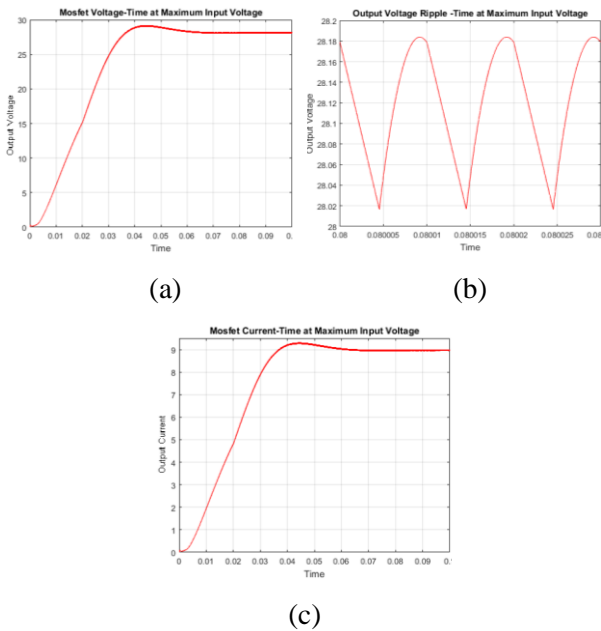 Mosfet Voltage-Time at Maximum Input Voltage
30
25
20
15
10
5
0
Output Voltage
0 0.01 0.02 0.03 0.04 0.05 0.06 0.07 0.08 0.09 0.
Time
(a)
Output Voltage Ripple -Time at Maximum Input Voltage
28.2
28.18
28.16
28.14
28.12
28.1
28.08
28.06
28.04
28.02
28
Output Voltage
0.08 0.080005 0.08001 0.080015 0.08002 0.080025 0.08
Time
(b)
Mosfet Current-Time at Maximum Input Voltage
9
8
7
6
5
4
3
2
1
0
Output Current
0 0.01 0.02 0.03 0.04 0.05 0.06 0.07 0.08 0.09 0.
Time
(c)